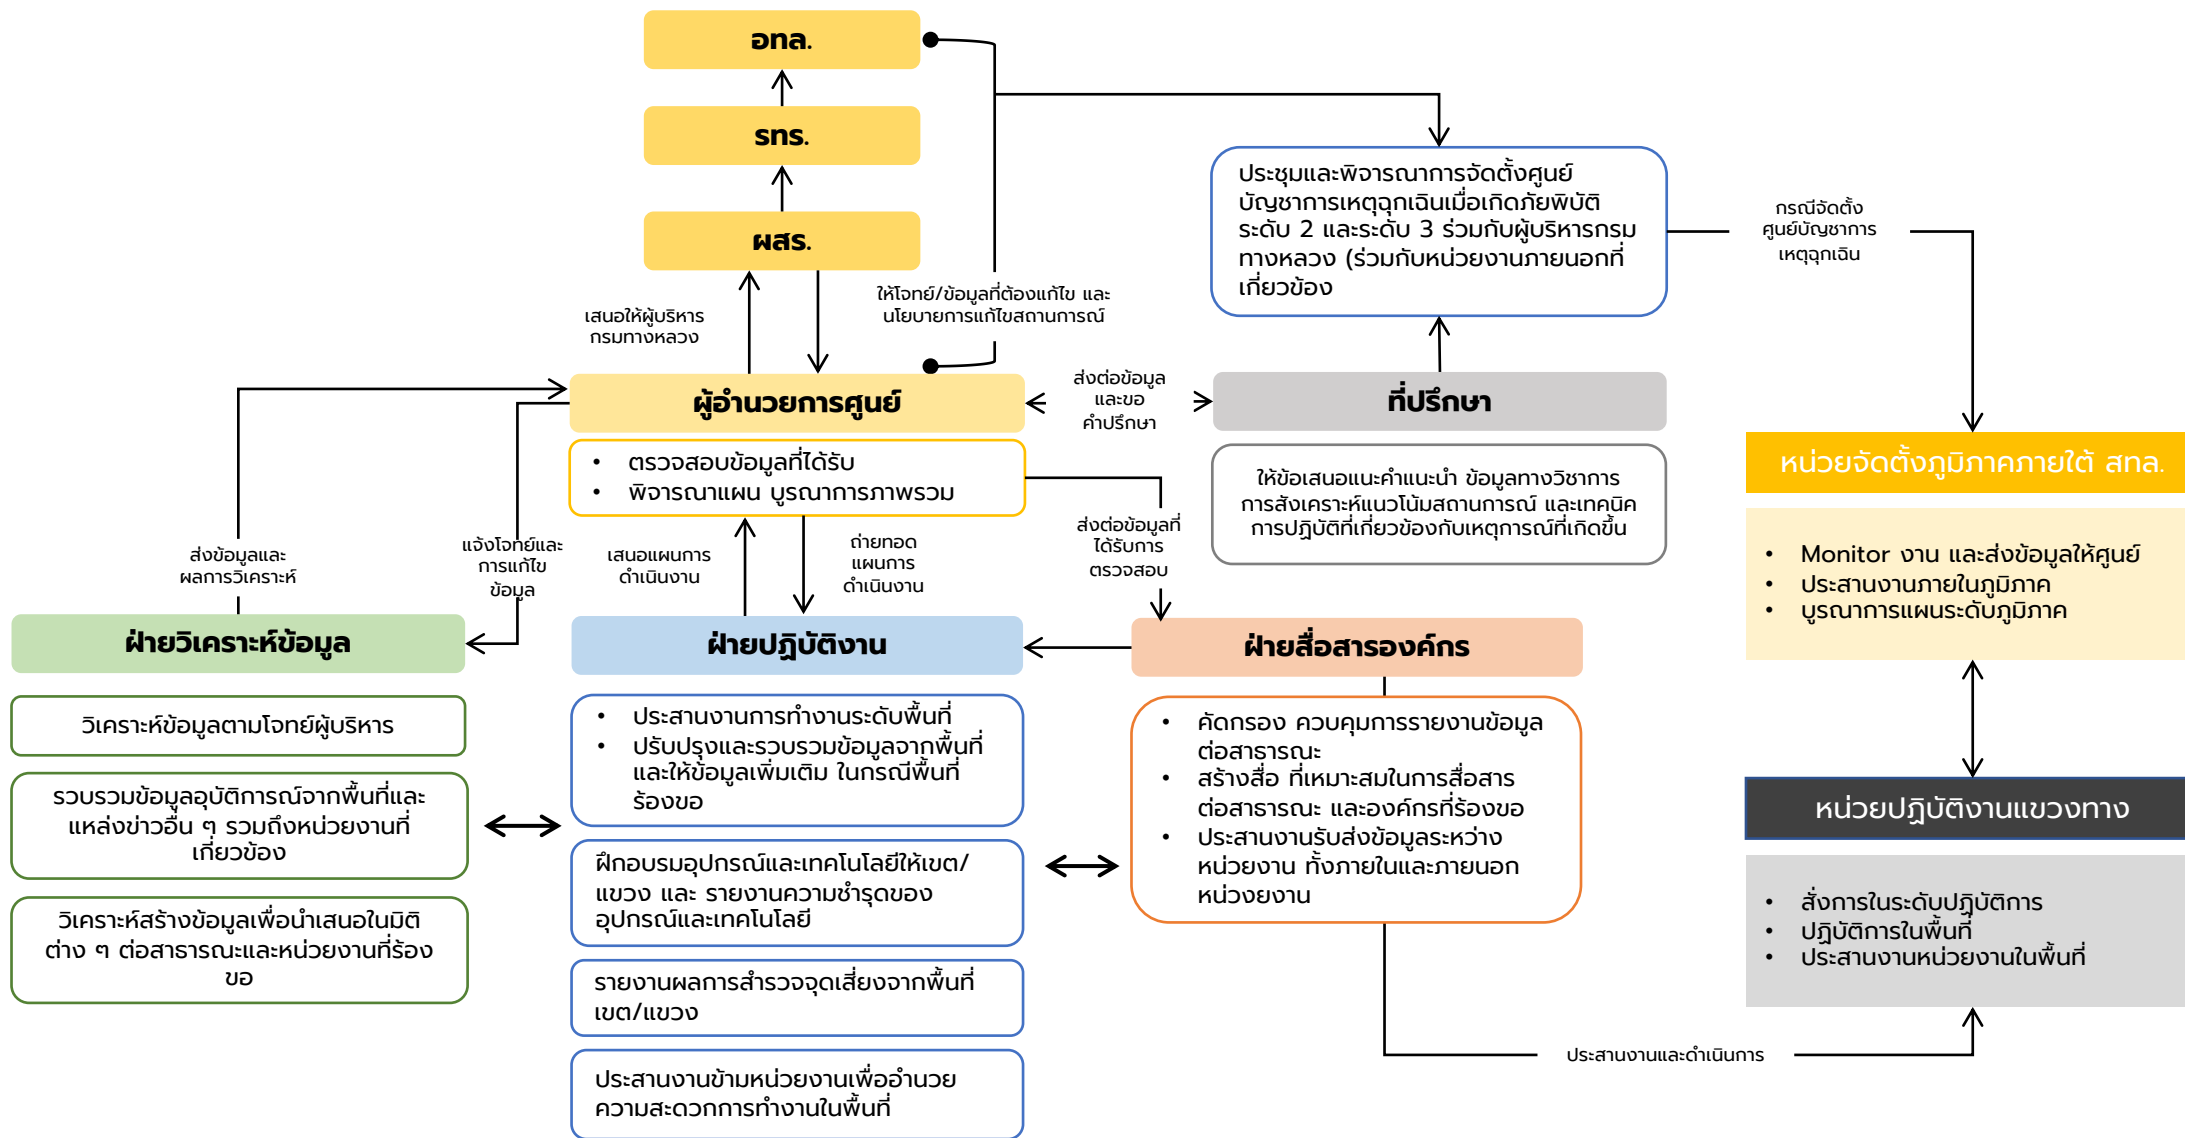 อทล.
รทร.
ผสร.
เสนอให้ผู้บริหาร
กรมทางหลวง
ให้โจทย์/ข้อมูลที่ต้องแก้ไข และ
นโยบายการแก้ไขสถานการณ์
ประชุมและพิจารณาการจัดตั้งศูนย์
บัญชาการเหตุฉุกเฉินเมื่อเกิดภัยพิบัติ
ระดับ 2 และระดับ 3 ร่วมกับผู้บริหารกรม
ทางหลวง (ร่วมกับหน่วยงานภายนอกที่
เกี่ยวข้อง
กรณีจัดตั้ง
ศูนย์บัญชาการ
เหตุฉุกเฉิน
ผู้อำนวยการศูนย์
• ตรวจสอบข้อมูลที่ได้รับ
• พิจารณาแผน บูรณาการภาพรวม
ส่งต่อข้อมูล
และขอ
คำปรึกษา
ที่ปรึกษา
ให้ข้อเสนอแนะคำแนะนำ ข้อมูลทางวิชาการ
การสังเคราะห์แนวโน้มสถานการณ์ และเทคนิค
การปฏิบัติที่เกี่ยวข้องกับเหตุการณ์ที่เกิดขึ้น
ส่งข้อมูลและ
ผลการวิเคราะห์
แจ้งโจทย์และ
การแก้ไข
ข้อมูล
เสนอแผนการ
ดำเนินงาน
ถ่ายทอด
แผนการ
ดำเนินงาน
ส่งต่อข้อมูลที่
ได้รับการ
ตรวจสอบ
ฝ่ายวิเคราะห์ข้อมูล
วิเคราะห์ข้อมูลตามโจทย์ผู้บริหาร
รวบรวมข้อมูลอุบัติการณ์จากพื้นที่และ
แหล่งข่าวอื่น ๆ รวมถึงหน่วยงานที่
เกี่ยวข้อง
วิเคราะห์สร้างข้อมูลเพื่อนำเสนอในมิติ
ต่าง ๆ ต่อสาธารณะและหน่วยงานที่ร้อง
ขอ
ฝ่ายปฏิบัติงาน
• ประสานงานการทำงานระดับพื้นที่
• ปรับปรุงและรวบรวมข้อมูลจากพื้นที่
และให้ข้อมูลเพิ่มเติม ในกรณีพื้นที่
ร้องขอ
ฝึกอบรมอุปกรณ์และเทคโนโลยีให้เขต/
แขวง และ รายงานความชำรุดของ
อุปกรณ์และเทคโนโลยี
รายงานผลการสำรวจจุดเสี่ยงจากพื้นที่
เขต/แขวง
ประสานงานข้ามหน่วยงานเพื่ออำนวย
ความสะดวกการทำงานในพื้นที่
ฝ่ายสื่อสารองค์กร
• คัดกรอง ควบคุมการรายงานข้อมูล
ต่อสาธารณะ
• สร้างสื่อ ที่เหมาะสมในการสื่อสาร
ต่อสาธารณะ และองค์กรที่ร้องขอ
• ประสานงานรับส่งข้อมูลระหว่าง
หน่วยงาน ทั้งภายในและภายนอก
หน่วงยงาน
ประสานงานและดำเนินการ
หน่วยจัดตั้งภูมิภาคภายใต้ สทล.
• Monitor งาน และส่งข้อมูลให้ศูนย์
• ประสานงานภายในภูมิภาค
• บูรณาการแผนระดับภูมิภาค
หน่วยปฏิบัติงานแขวงทาง
• สั่งการในระดับปฏิบัติการ
• ปฏิบัติการในพื้นที่
• ประสานงานหน่วยงานในพื้นที่